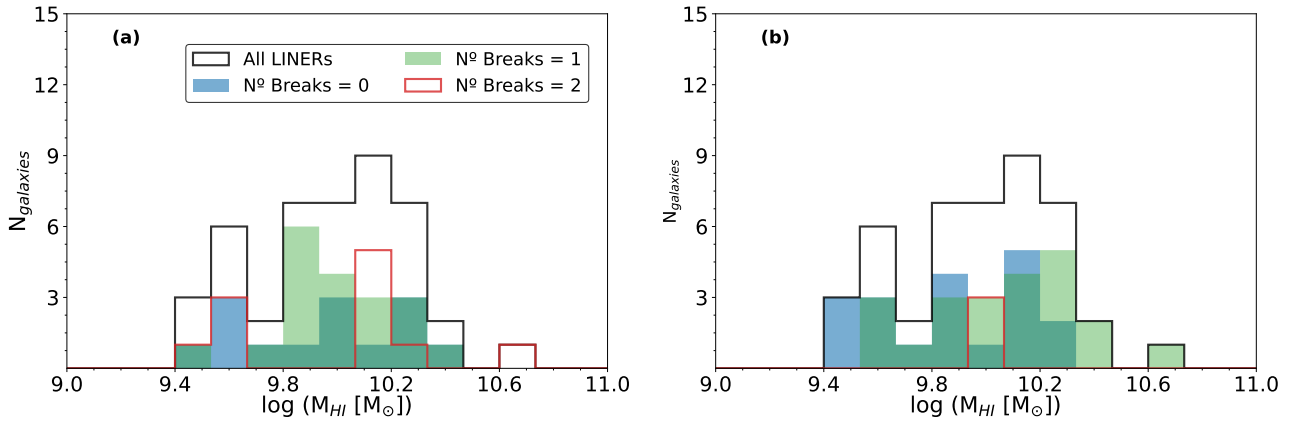 15
12
9
6
3
N_galaxies
(a)
All LINERs
Nº Breaks = 0
Nº Breaks = 1
Nº Breaks = 2
9.0 9.4 9.8 10.2 10.6 11.0
log (M_HI [M_⊙])
15
12
9
6
3
N_galaxies
(b)
9.0 9.4 9.8 10.2 10.6 11.0
log (M_HI [M_⊙])